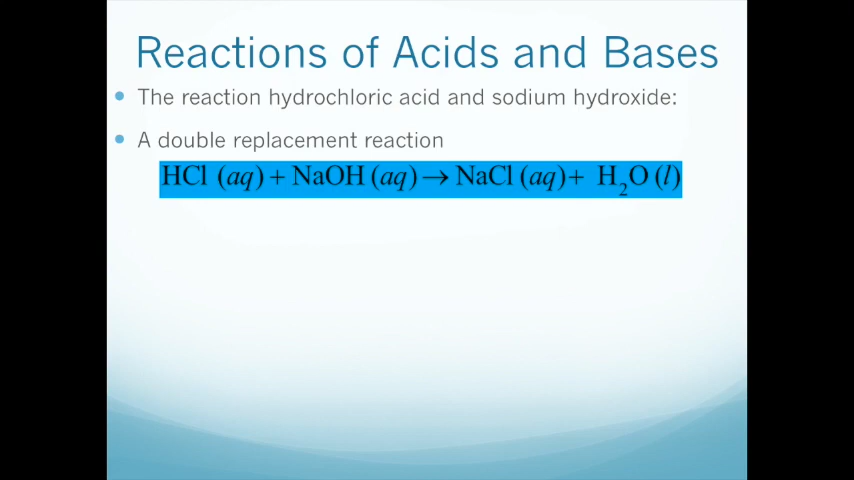 Reactions of Acids and Bases
• The reaction hydrochloric acid and sodium hydroxide:
• A double replacement reaction
HCl (aq) + NaOH (aq) → NaCl (aq) + H₂O (l)